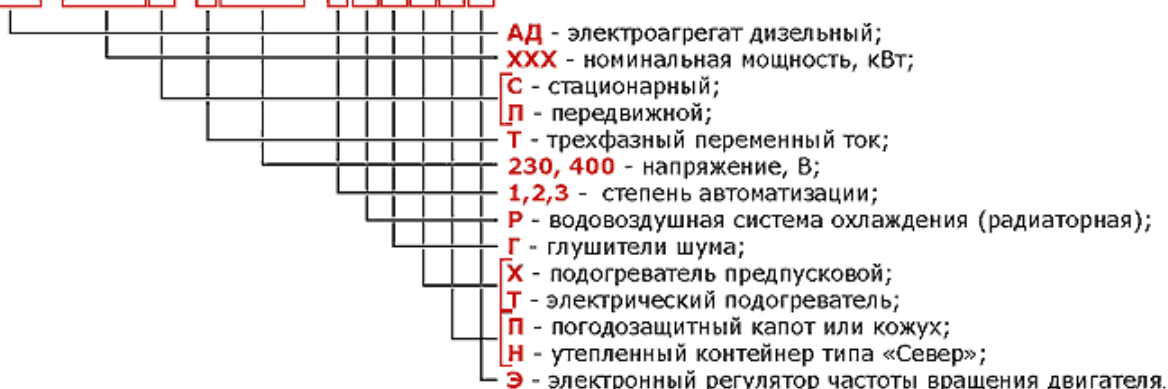 АД - электроагрегат дизельный;
ХХХ - номинальная мощность, кВт;
С - стационарный;
П - передвижной;
Т - трехфазный переменный ток;
230, 400 - напряжение, В;
1,2,3 - степень автоматизации;
Р - водовоздушная система охлаждения (радиаторная);
Г - глушители шума;
Х - подогреватель предпусковой;
Т - электрический подогреватель;
П - погодозащитный капот или кожух;
Н - утепленный контейнер типа «Север»;
Э - электронный регулятор частоты вращения двигателя